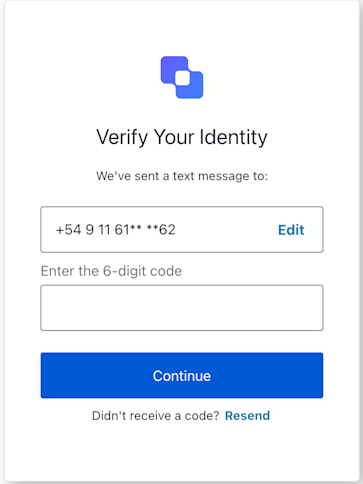 Verify Your Identity
We've sent a text message to:
+54 9 11 61** **62 Edit
Enter the 6-digit code
Continue
Didn't receive a code? Resend